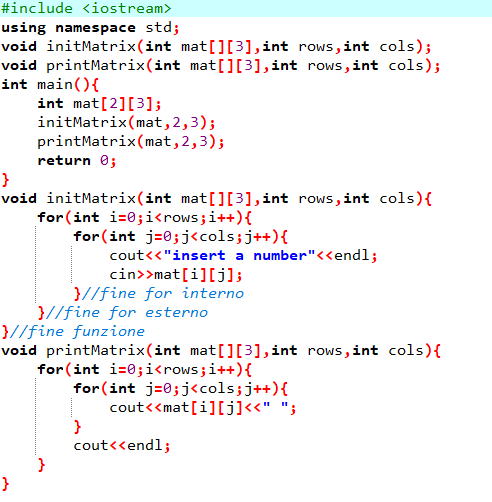 #include <iostream>
using namespace std;
void initMatrix(int mat[][3],int rows,int cols);
void printMatrix(int mat[][3],int rows,int cols);
int main(){
    int mat[2][3];
    initMatrix(mat,2,3);
    printMatrix(mat,2,3);
    return 0;
}
void initMatrix(int mat[][3],int rows,int cols){
    for(int i=0;i<rows;i++){
        for(int j=0;j<cols;j++){
            cout<<"insert a number"<<endl;
            cin>>mat[i][j];
        }//fine for interno
    }//fine for esterno
}//fine funzione
void printMatrix(int mat[][3],int rows,int cols){
    for(int i=0;i<rows;i++){
        for(int j=0;j<cols;j++){
            cout<<mat[i][j]<<" ";
        }
        cout<<endl;
    }
}